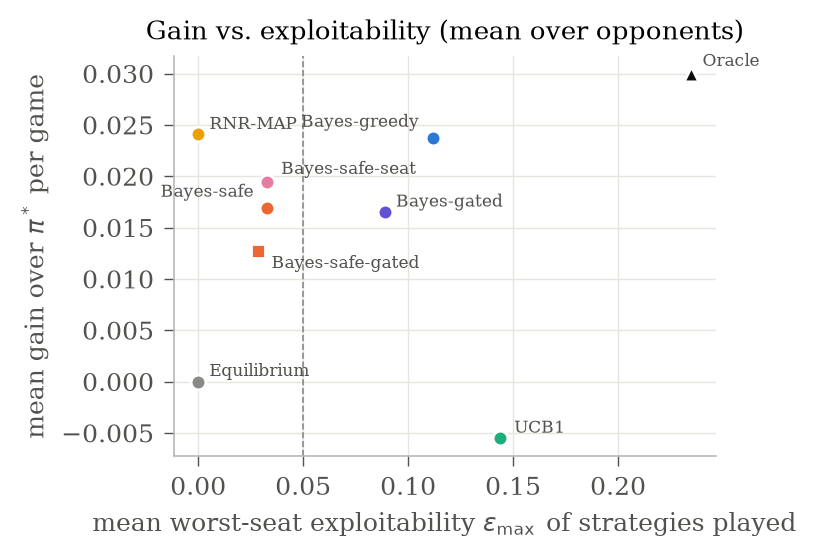 Gain vs. exploitability (mean over opponents)
mean gain over π* per game
0.030
0.025
0.020
0.015
0.010
0.005
0.000
−0.005
Oracle
RNR-MAP
Bayes-greedy
Bayes-safe-seat
Bayes-safe
Bayes-gated
Bayes-safe-gated
Equilibrium
UCB1
0.00 0.05 0.10 0.15 0.20
mean worst-seat exploitability εmax of strategies played